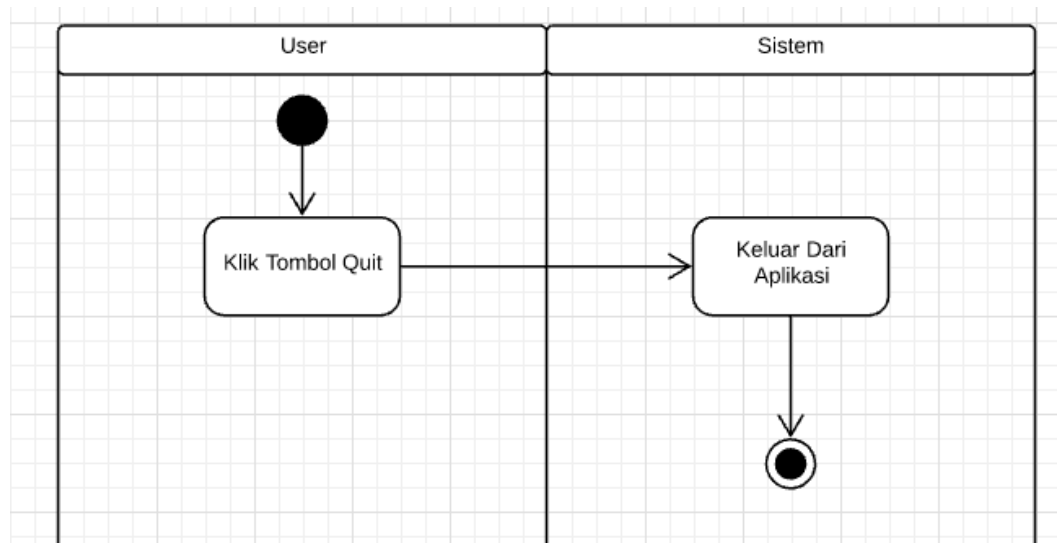 User
Sistem
Klik Tombol Quit
Keluar Dari
Aplikasi